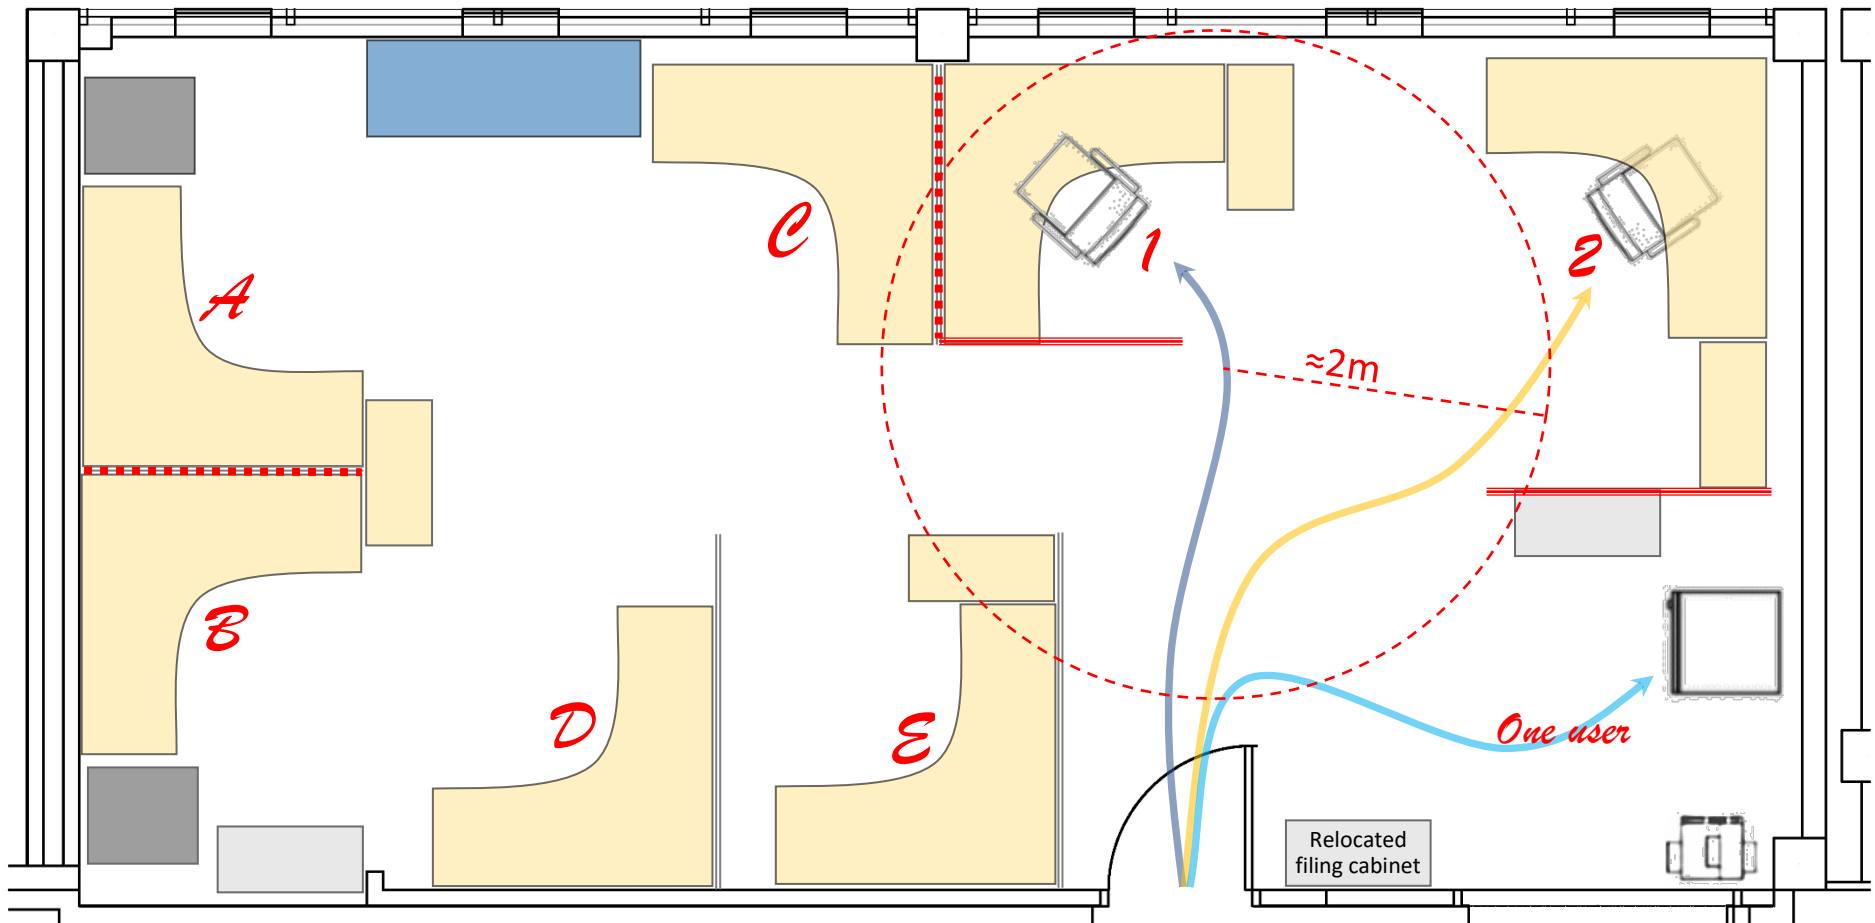 C
1
2
A
≈2m
B
D
E
One user
Relocated
filing cabinet